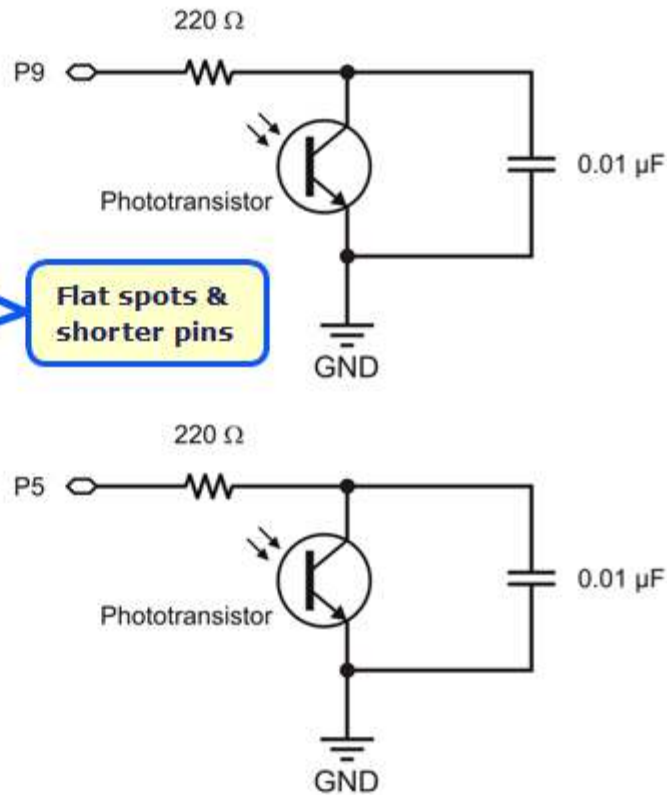 220 Ω
P9
0.01 µF
Phototransistor
Flat spots &
shorter pins
GND
220 Ω
P5
0.01 µF
Phototransistor
GND